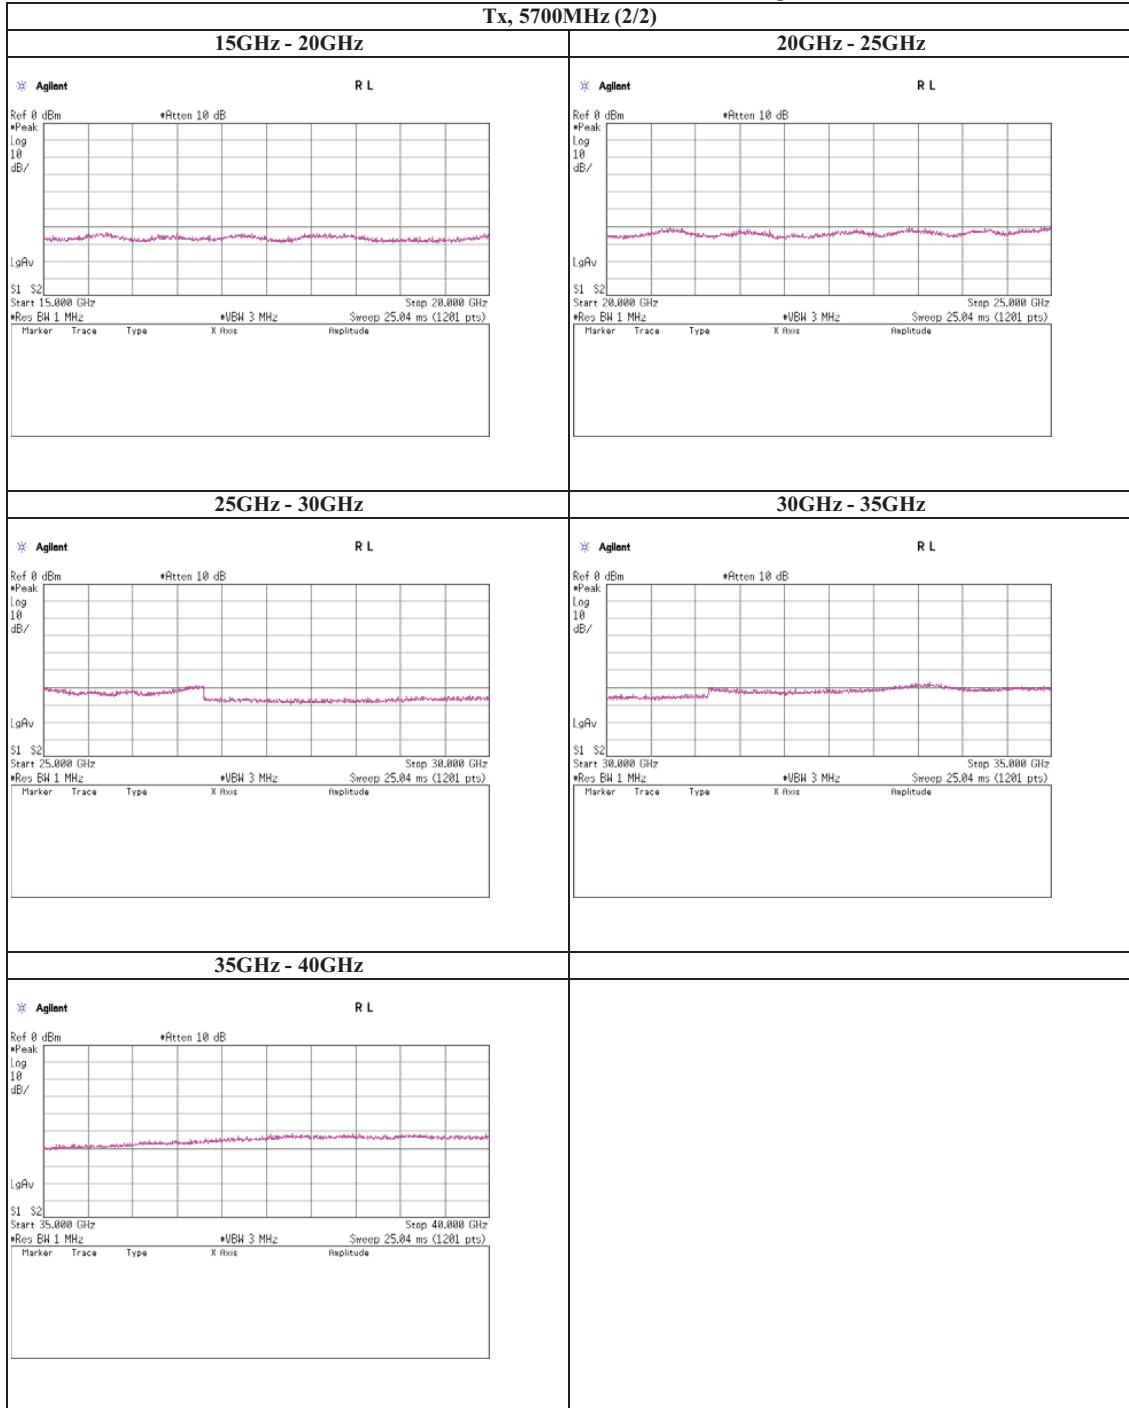 Tx, 5700MHz (2/2)
15GHz - 20GHz
20GHz - 25GHz
Agilent R L
Ref 0 dBm #Atten 10 dB
#Peak
Log
10
dB/
LgAv
S1 S2
Start 15.000 GHz Stop 20.000 GHz
#Res BW 1 MHz #VBW 3 MHz Sweep 25.04 ms (1201 pts)
Marker Trace Type X Axis Amplitude
Agilent R L
Ref 0 dBm #Atten 10 dB
#Peak
Log
10
dB/
LgAv
S1 S2
Start 20.000 GHz Stop 25.000 GHz
#Res BW 1 MHz #VBW 3 MHz Sweep 25.04 ms (1201 pts)
Marker Trace Type X Axis Amplitude
25GHz - 30GHz
30GHz - 35GHz
Agilent R L
Ref 0 dBm #Atten 10 dB
#Peak
Log
10
dB/
LgAv
S1 S2
Start 25.000 GHz Stop 30.000 GHz
#Res BW 1 MHz #VBW 3 MHz Sweep 25.04 ms (1201 pts)
Marker Trace Type X Axis Amplitude
Agilent R L
Ref 0 dBm #Atten 10 dB
#Peak
Log
10
dB/
LgAv
S1 S2
Start 30.000 GHz Stop 35.000 GHz
#Res BW 1 MHz #VBW 3 MHz Sweep 25.04 ms (1201 pts)
Marker Trace Type X Axis Amplitude
35GHz - 40GHz
Agilent R L
Ref 0 dBm #Atten 10 dB
#Peak
Log
10
dB/
LgAv
S1 S2
Start 35.000 GHz Stop 40.000 GHz
#Res BW 1 MHz #VBW 3 MHz Sweep 25.04 ms (1201 pts)
Marker Trace Type X Axis Amplitude